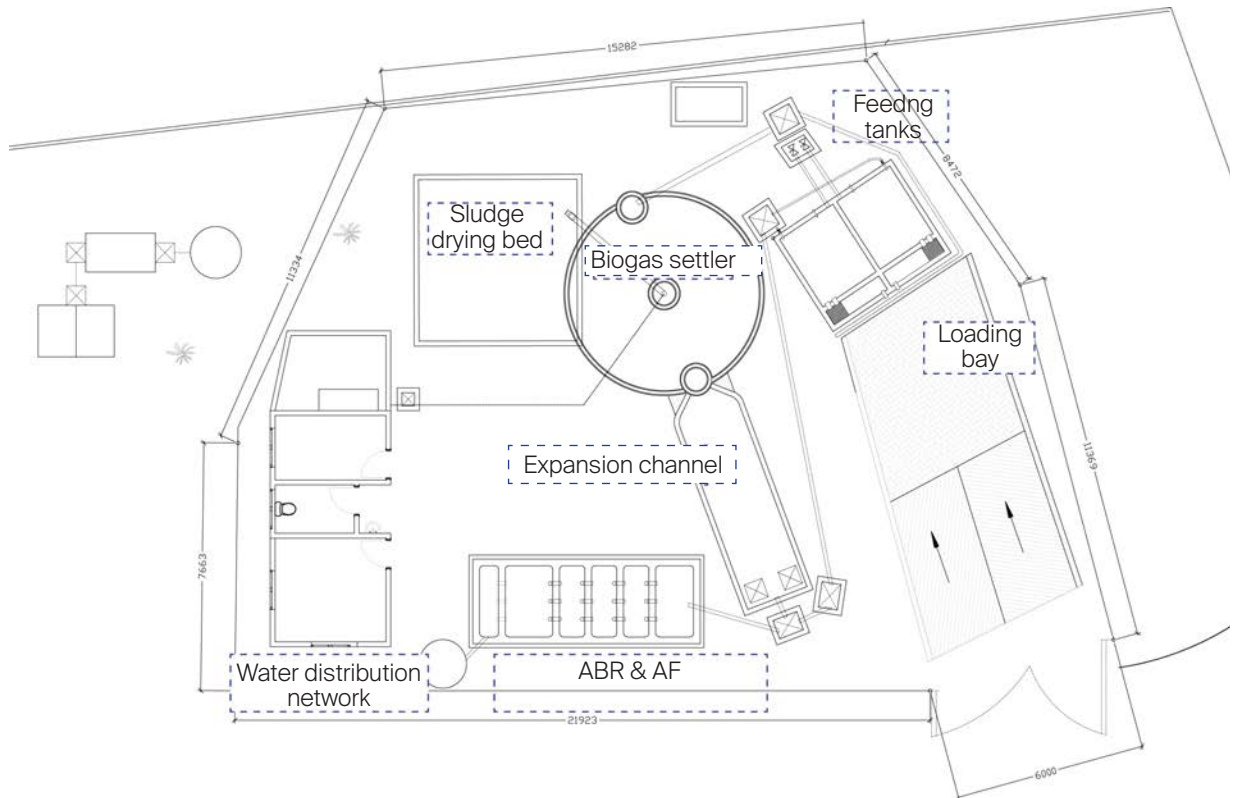 15282
Feedng
tanks
8472
Sludge
drying bed
Biogas settler
11334
Loading
bay
Expansion channel
11369
7663
Water distribution
network
ABR & AF
21923
6000